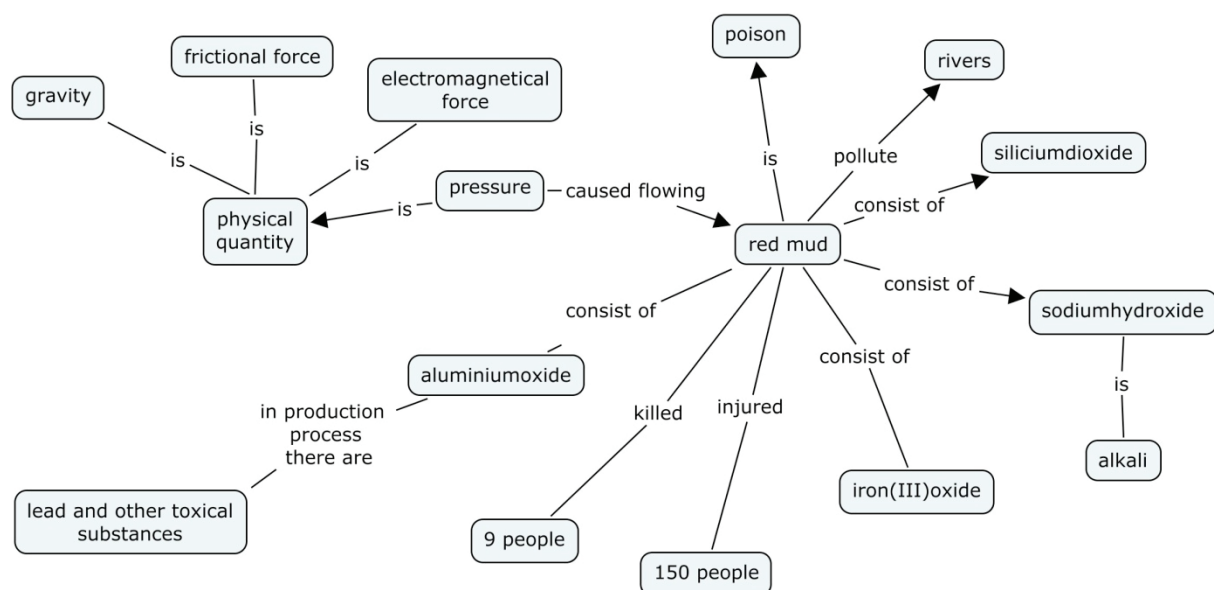 poison
frictional force
rivers
electromagnetical
force
gravity
is
is
is
is
pollute
siliciumdioxide
pressure
caused flowing
consist of
physical
quantity
is
red mud
consist of
sodiumhydroxide
consist of
aluminiumoxide
consist of
is
in production
process
there are
killed
injured
alkali
iron(III)oxide
lead and other toxical
substances
9 people
150 people